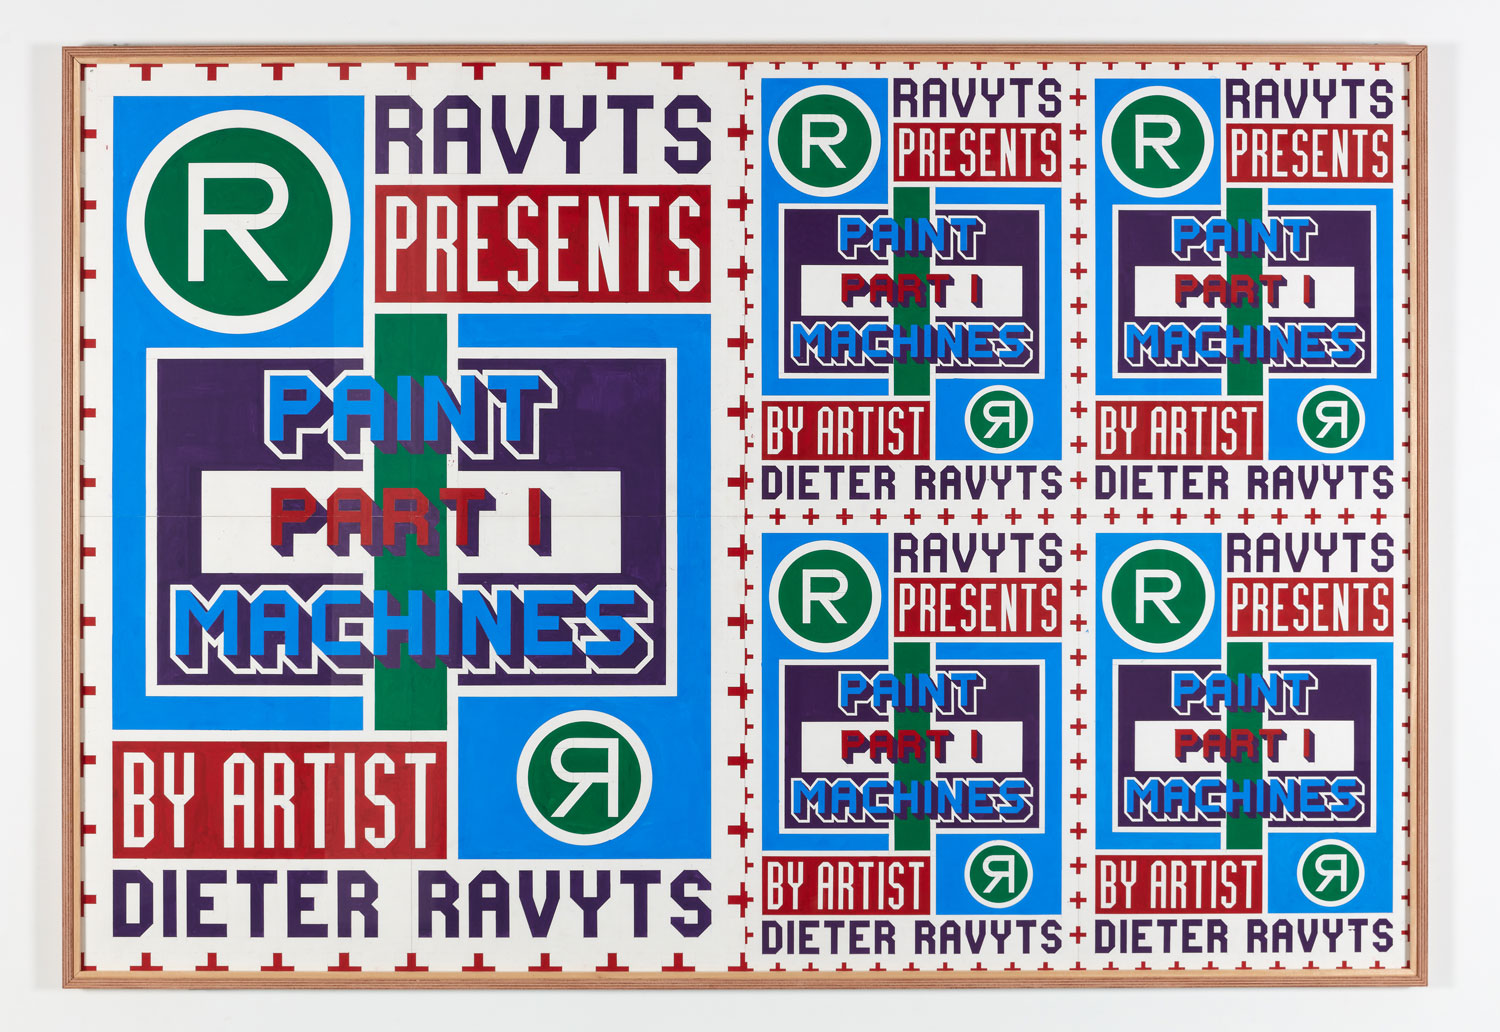 R
RAVYTS
PRESENTS
PAINT
PART I
MACHINES
BY ARTIST
Я
DIETER RAVYTS
R
RAVYTS
PRESENTS
PAINT
PART I
MACHINES
BY ARTIST
Я
DIETER RAVYTS
R
RAVYTS
PRESENTS
PAINT
PART I
MACHINES
BY ARTIST
Я
DIETER RAVYTS
R
RAVYTS
PRESENTS
PAINT
PART I
MACHINES
BY ARTIST
Я
DIETER RAVYTS
R
RAVYTS
PRESENTS
PAINT
PART I
MACHINES
BY ARTIST
Я
DIETER RAVYTS